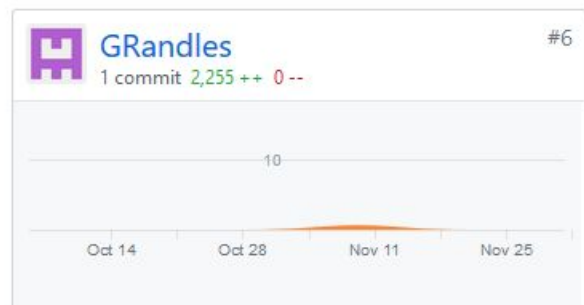 GRandles #6
1 commit 2,255 ++ 0 --
10
Oct 14 Oct 28 Nov 11 Nov 25